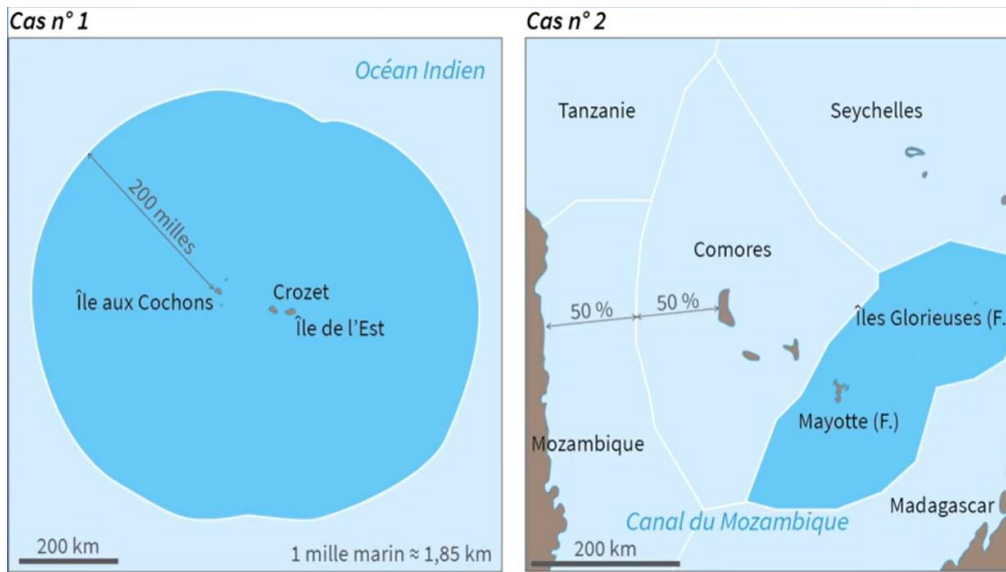 Cas n° 1
Océan Indien
200 milles
Île aux Cochons
Crozet
Île de l'Est
200 km
1 mille marin ≈ 1,85 km
Cas n° 2
Tanzanie
Seychelles
Comores
50 %
50 %
Îles Glorieuses (F.
Mayotte (F.)
Mozambique
Madagascar
Canal du Mozambique
200 km